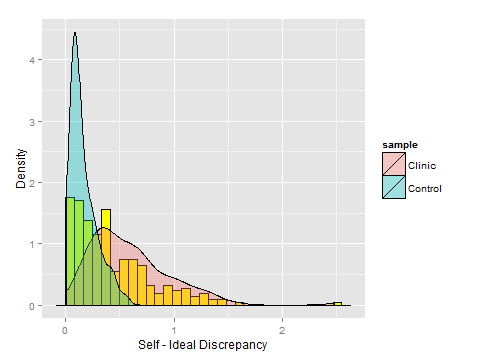 4
3
2
1
0
Density
0
1
2
Self - Ideal Discrepancy
sample
Clinic
Control